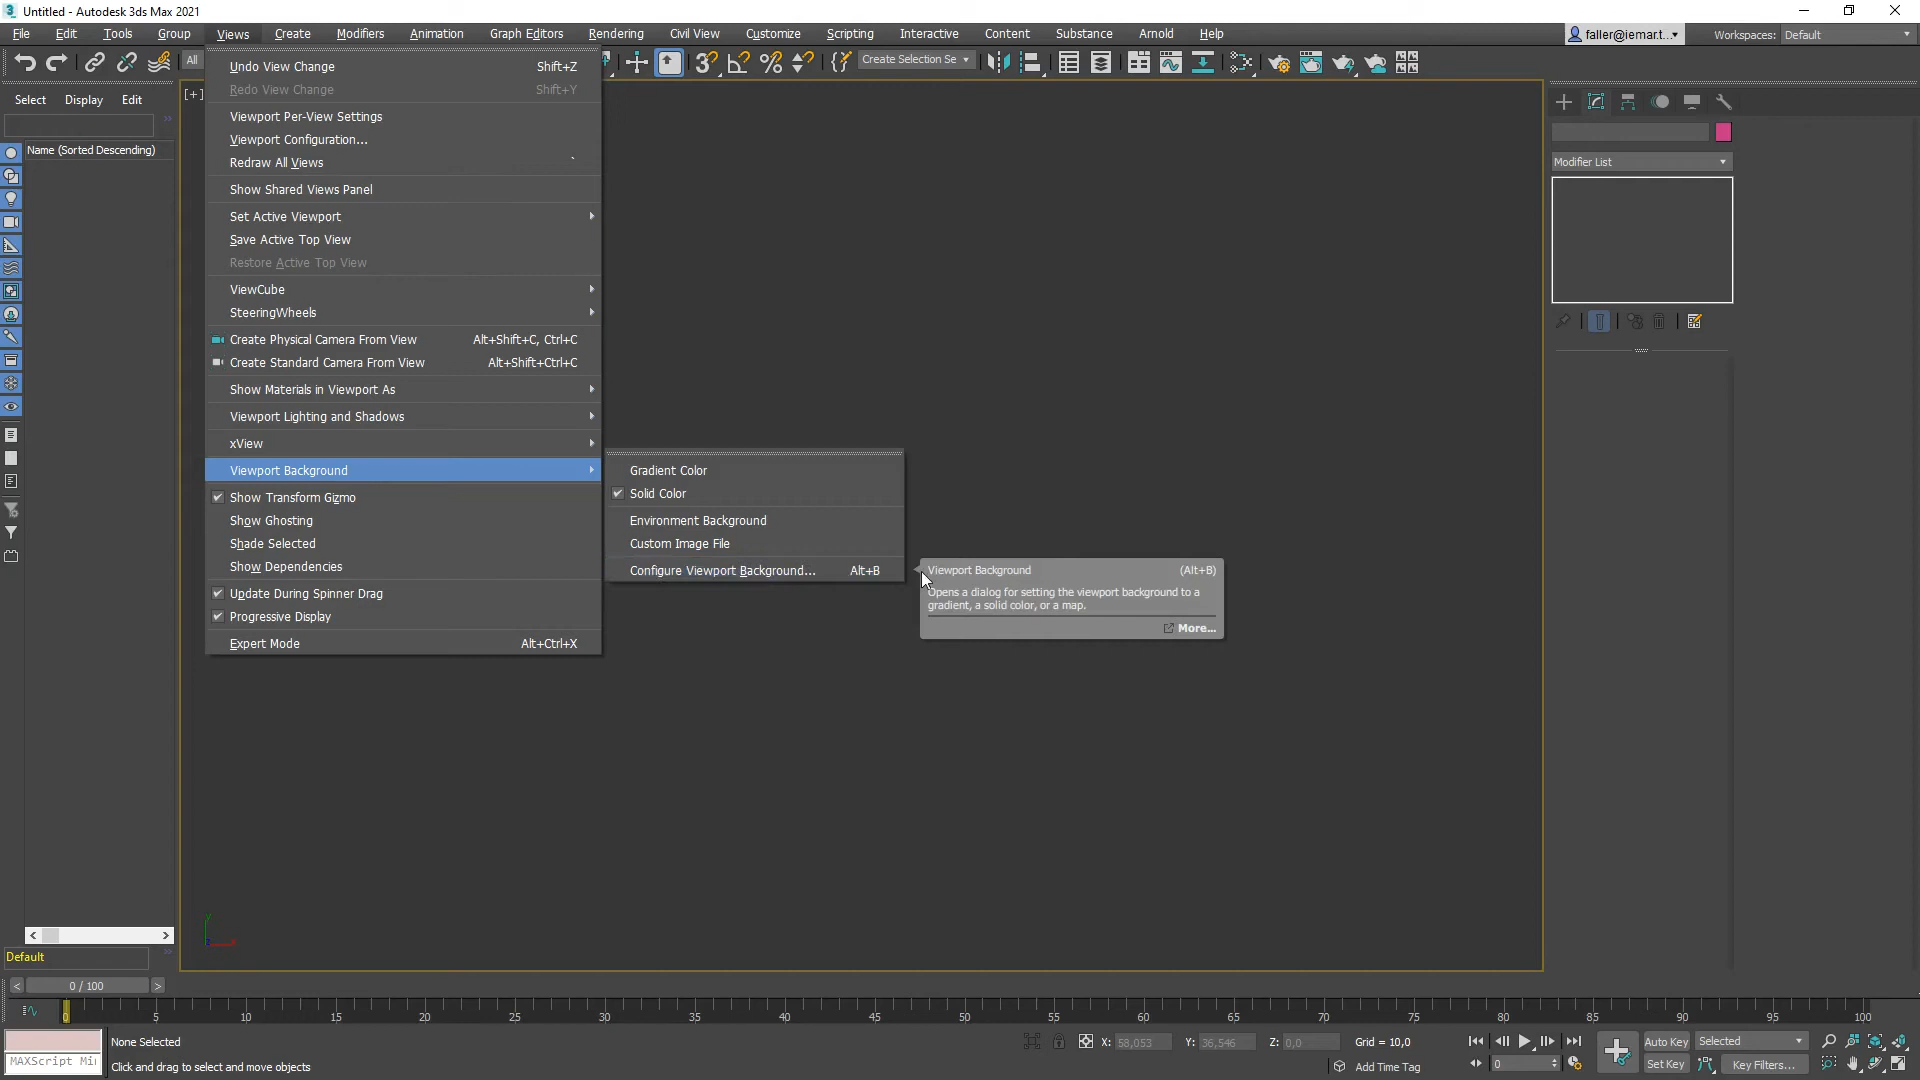 Untitled - Autodesk 3ds Max 2021
File Edit Tools Group Views Create Modifiers Animation Graph Editors Rendering Civil View Customize Scripting Interactive Content Substance Arnold Help faller@iemar.t... Workspaces: Default
All Create Selection Se
Select Display Edit
Name (Sorted Descending)
[+]
Undo View Change Shift+Z
Redo View Change Shift+Y
Viewport Per-View Settings
Viewport Configuration...
Redraw All Views `
Show Shared Views Panel
Set Active Viewport
Save Active Top View
Restore Active Top View
ViewCube
SteeringWheels
Create Physical Camera From View Alt+Shift+C, Ctrl+C
Create Standard Camera From View Alt+Shift+Ctrl+C
Show Materials in Viewport As
Viewport Lighting and Shadows
xView
Viewport Background
Show Transform Gizmo
Show Ghosting
Shade Selected
Show Dependencies
Update During Spinner Drag
Progressive Display
Expert Mode Alt+Ctrl+X
Gradient Color
Solid Color
Environment Background
Custom Image File
Configure Viewport Background... Alt+B
Viewport Background (Alt+B)
Opens a dialog for setting the viewport background to a
gradient, a solid color, or a map.
More...
Modifier List
Default
0 / 100
0 5 10 15 20 25 30 35 40 45 50 55 60 65 70 75 80 85 90 95 100
None Selected
X: 58,053 Y: 36,546 Z: 0,0 Grid = 10,0
Auto Key Selected
MAXScript Mi
Click and drag to select and move objects
Add Time Tag
0
Set Key Key Filters...